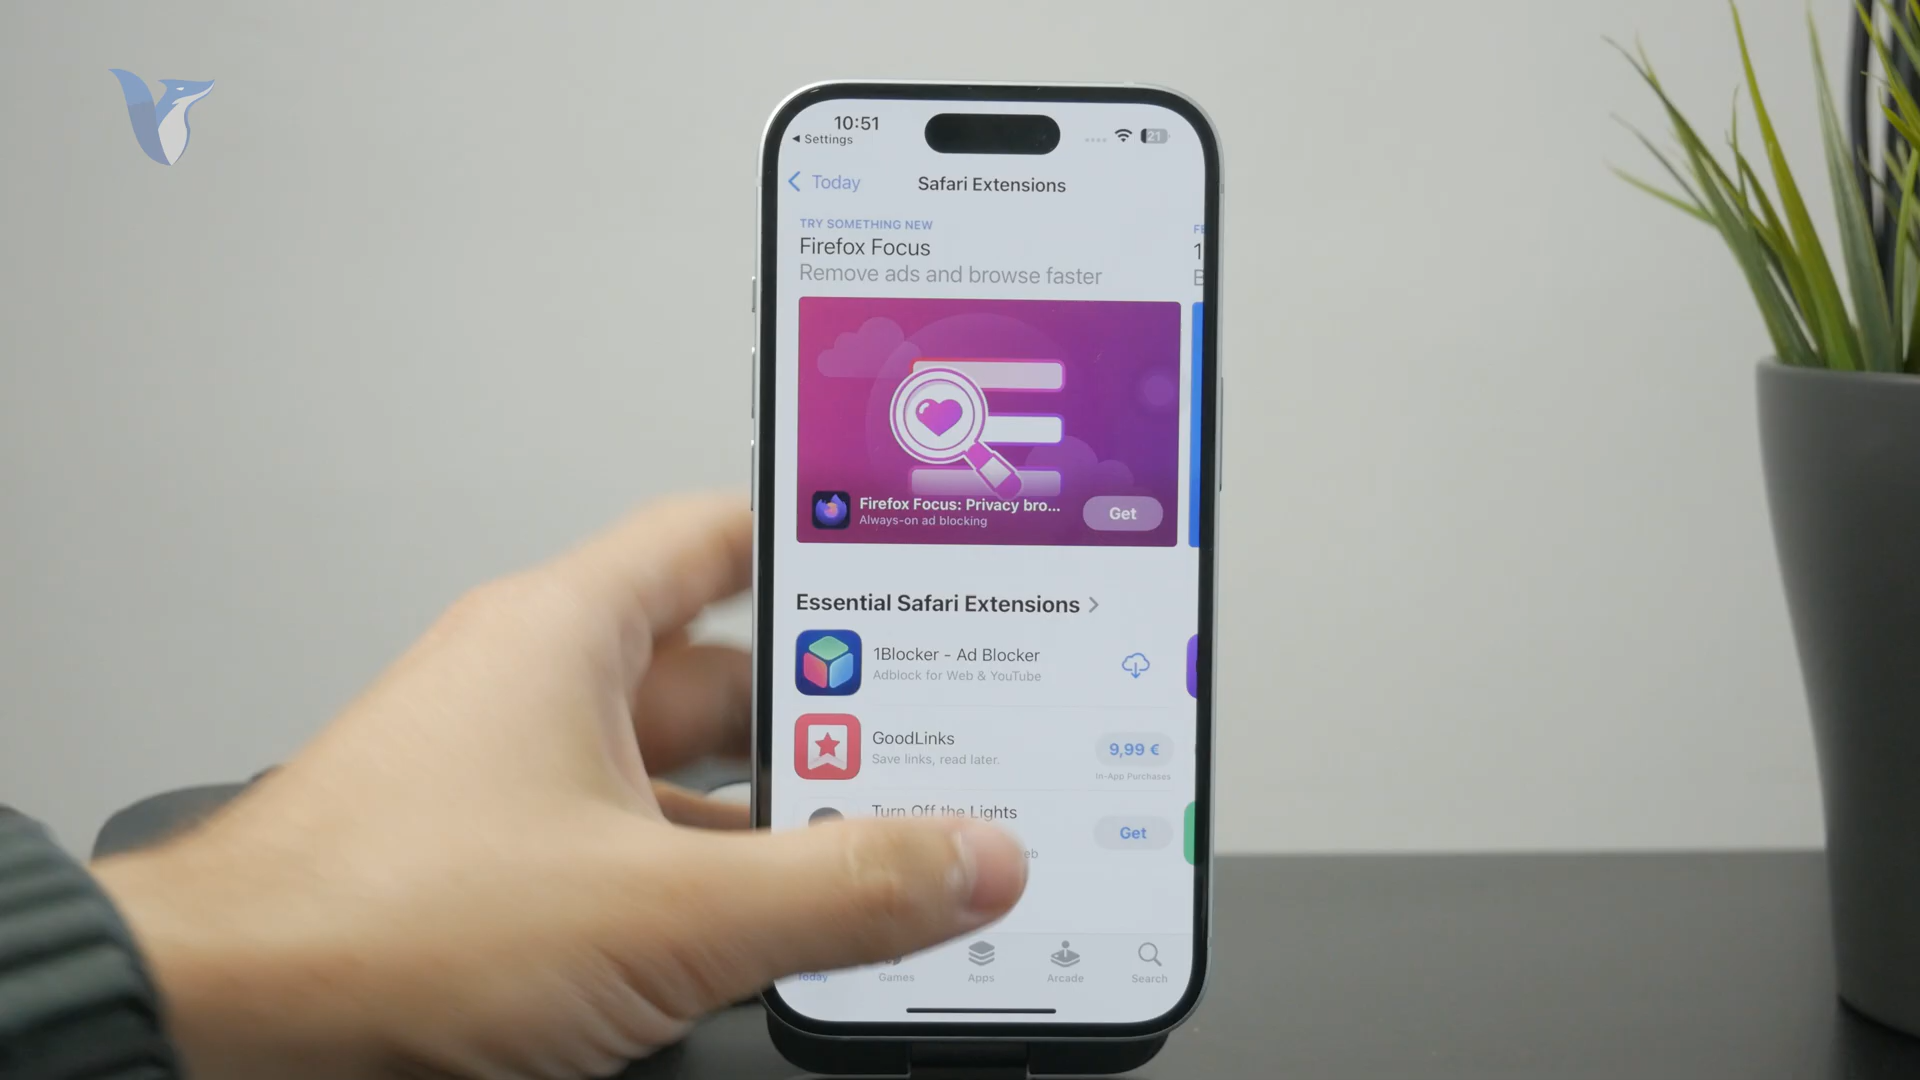 10:51
◂ Settings
21
Today
Safari Extensions
TRY SOMETHING NEW
Firefox Focus
Remove ads and browse faster
Firefox Focus: Privacy bro...
Always-on ad blocking
Get
Essential Safari Extensions
1Blocker - Ad Blocker
Adblock for Web & YouTube
GoodLinks
Save links, read later.
9,99 €
In-App Purchases
Turn Off the Lights
Get
Today
Games
Apps
Arcade
Search